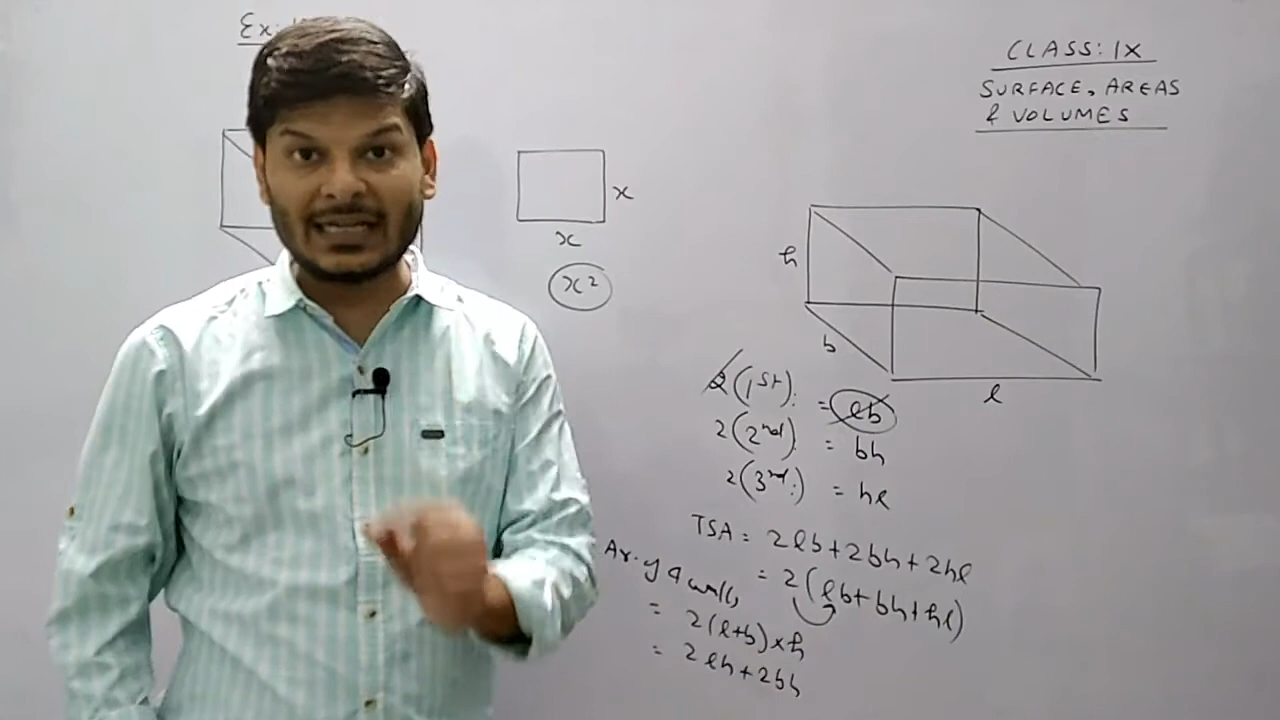 Ex:
CLASS: IX
SURFACE, AREAS
& VOLUMES
x
x
x²
h
b
l
2(1st) = lb
2(2nd) = bh
2(3rd) = hl
TSA = 2lb + 2bh + 2hl
= 2(lb + bh + hl)
Ar. of 4 walls
= 2(l+b) × h
= 2lh + 2bh